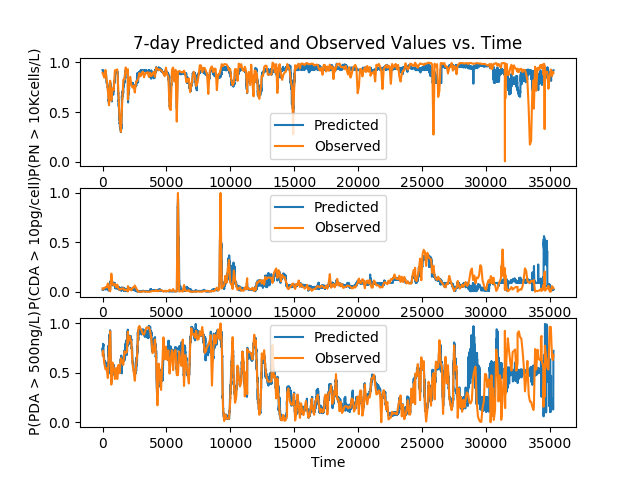 7-day Predicted and Observed Values vs. Time
P(PN > 10Kcells/L)
1.0
0.5
0.0
Predicted
Observed
0 5000 10000 15000 20000 25000 30000 35000
P(CDA > 10pg/cell)
1.0
0.5
0.0
Predicted
Observed
0 5000 10000 15000 20000 25000 30000 35000
P(PDA > 500ng/L)
1.0
0.5
0.0
Predicted
Observed
0 5000 10000 15000 20000 25000 30000 35000
Time